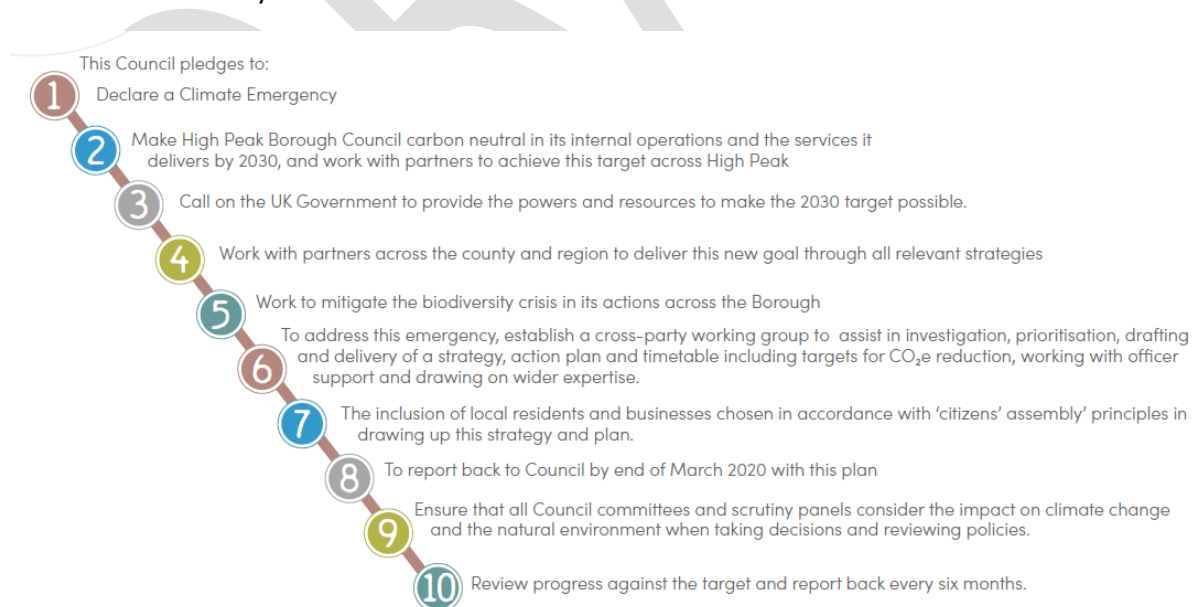 This Council pledges to:
1 Declare a Climate Emergency
2 Make High Peak Borough Council carbon neutral in its internal operations and the services it
delivers by 2030, and work with partners to achieve this target across High Peak
3 Call on the UK Government to provide the powers and resources to make the 2030 target possible.
4 Work with partners across the county and region to deliver this new goal through all relevant strategies
5 Work to mitigate the biodiversity crisis in its actions across the Borough
To address this emergency, establish a cross-party working group to assist in investigation, prioritisation, drafting
6 and delivery of a strategy, action plan and timetable including targets for CO₂e reduction, working with officer
support and drawing on wider expertise.
7 The inclusion of local residents and businesses chosen in accordance with ‘citizens’ assembly’ principles in
drawing up this strategy and plan.
8 To report back to Council by end of March 2020 with this plan
9 Ensure that all Council committees and scrutiny panels consider the impact on climate change
and the natural environment when taking decisions and reviewing policies.
10 Review progress against the target and report back every six months.